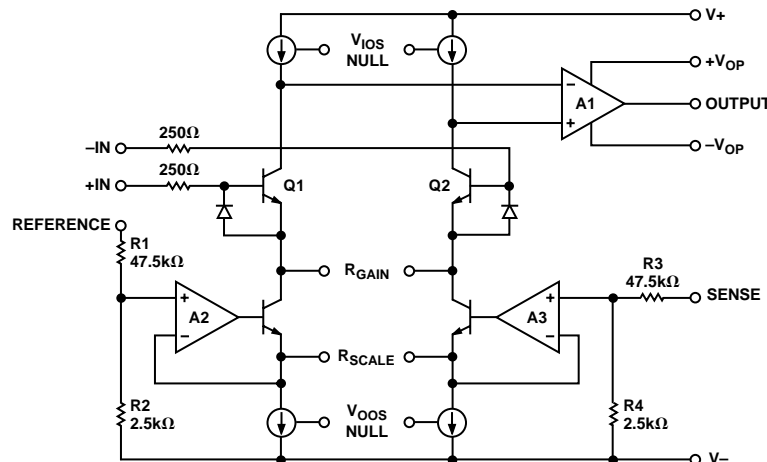 V+
VIOS
NULL
+VOP
−
A1
+
OUTPUT
−VOP
−IN
250Ω
+IN
250Ω
Q1
Q2
REFERENCE
R1
47.5kΩ
RGAIN
R3
47.5kΩ
SENSE
+
A2
−
+
A3
−
RSCALE
R2
2.5kΩ
VOOS
NULL
R4
2.5kΩ
V−